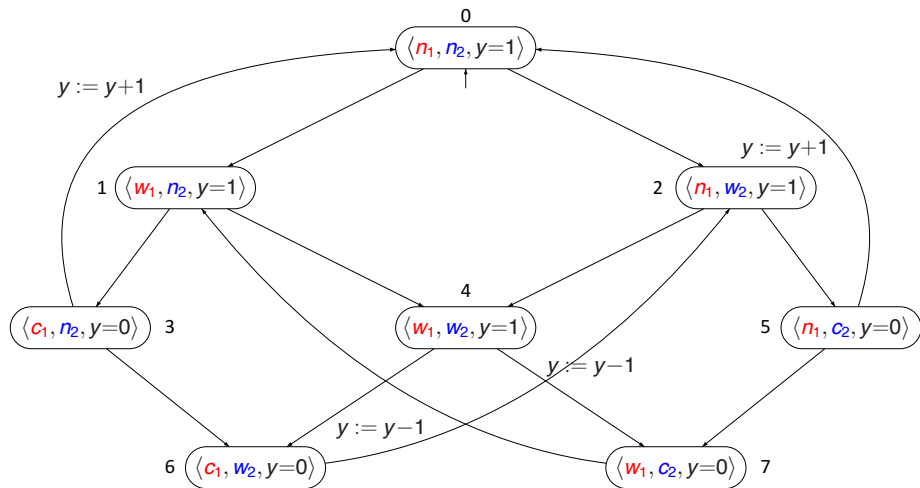 0
⟨n₁, n₂, y=1⟩
y := y+1
y := y+1
1 ⟨w₁, n₂, y=1⟩
2 ⟨n₁, w₂, y=1⟩
4
⟨c₁, n₂, y=0⟩ 3
⟨w₁, w₂, y=1⟩
5 ⟨n₁, c₂, y=0⟩
y := y−1
y := y−1
6 ⟨c₁, w₂, y=0⟩
⟨w₁, c₂, y=0⟩ 7